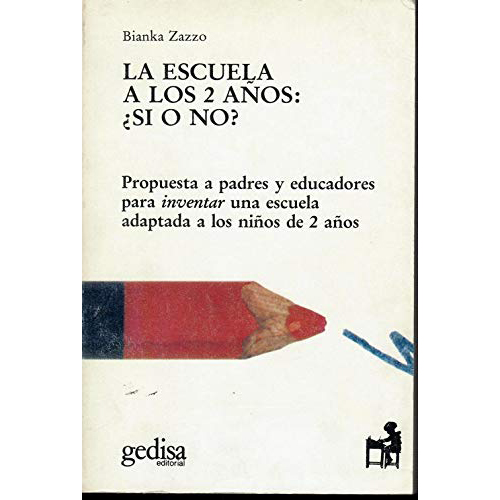 Bianka Zazzo
LA ESCUELA
A LOS 2 AÑOS:
¿SI O NO?
Propuesta a padres y educadores
para inventar una escuela
adaptada a los niños de 2 años
gedisa
editorial